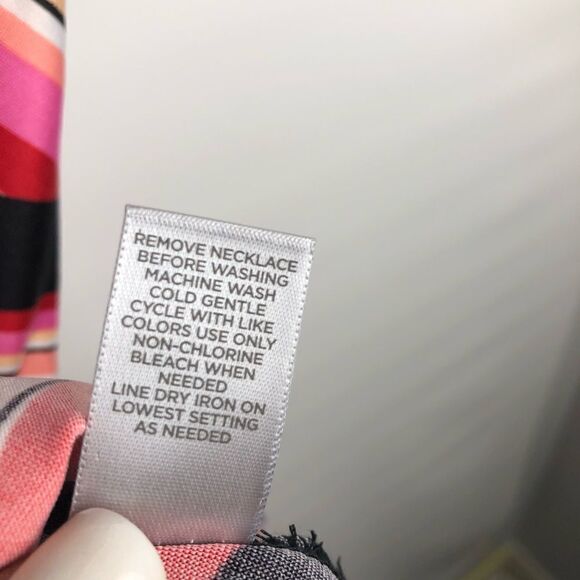 REMOVE NECKLACE
BEFORE WASHING
MACHINE WASH
COLD GENTLE
CYCLE WITH LIKE
COLORS USE ONLY
NON-CHLORINE
BLEACH WHEN
NEEDED
LINE DRY IRON ON
LOWEST SETTING
AS NEEDED